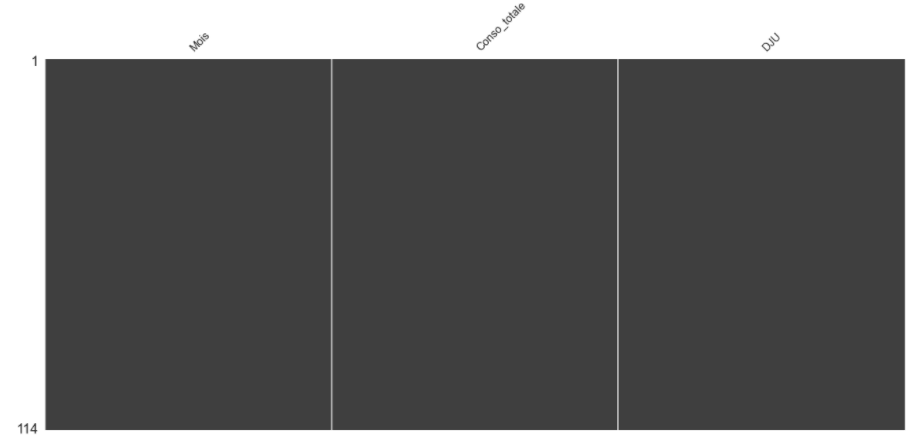 Mois
Conso_totale
DJU
1
114